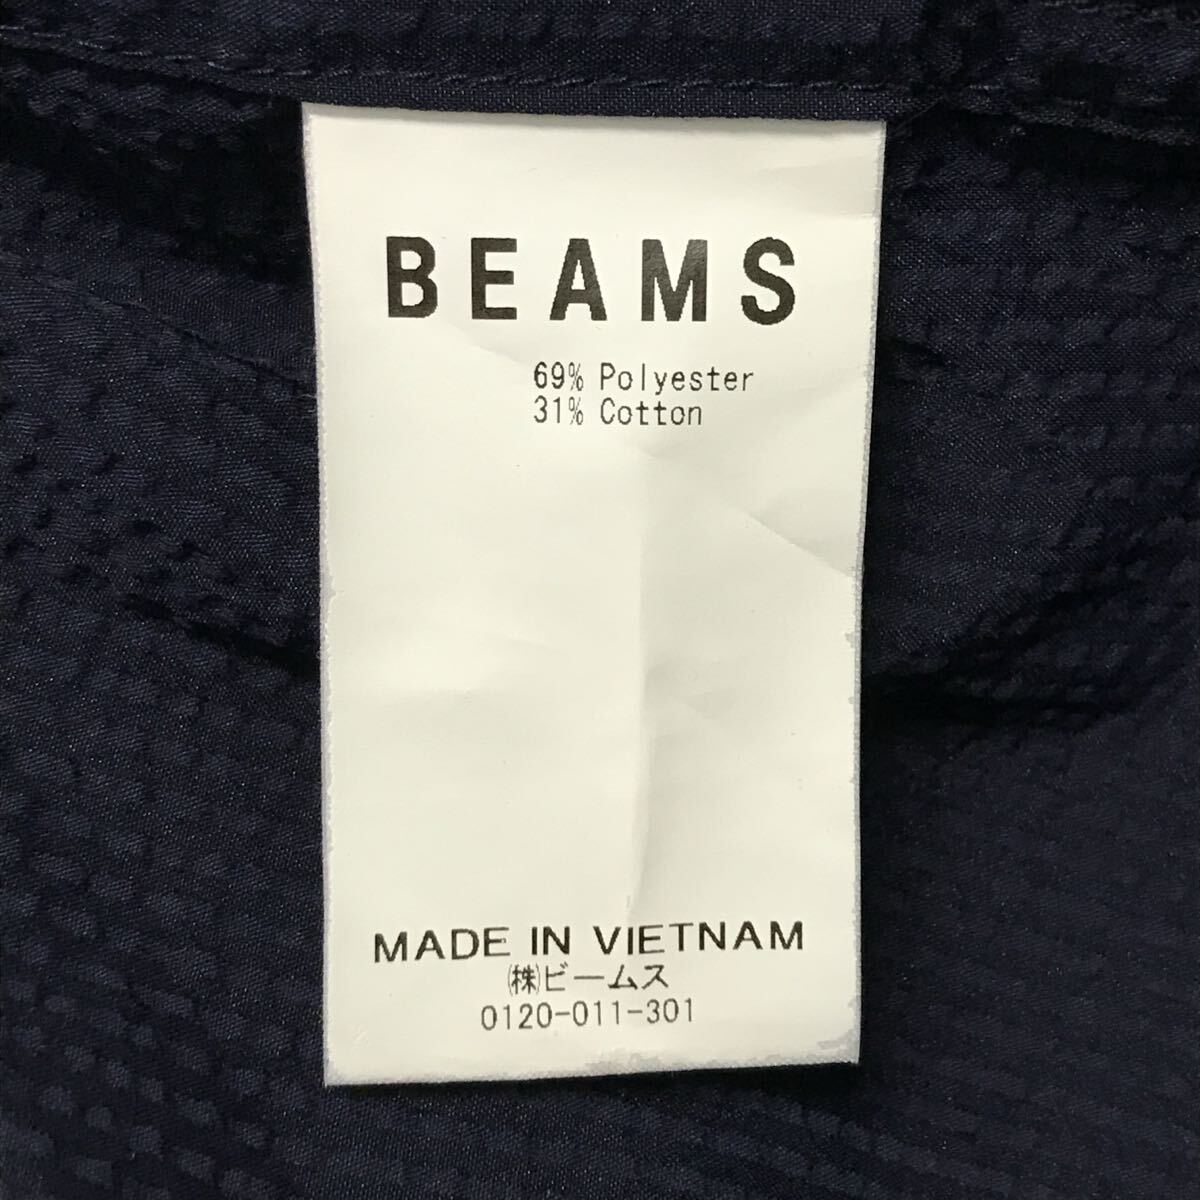 BEAMS
69% Polyester
31% Cotton
MADE IN VIETNAM
㈱ビームス
0120-011-301